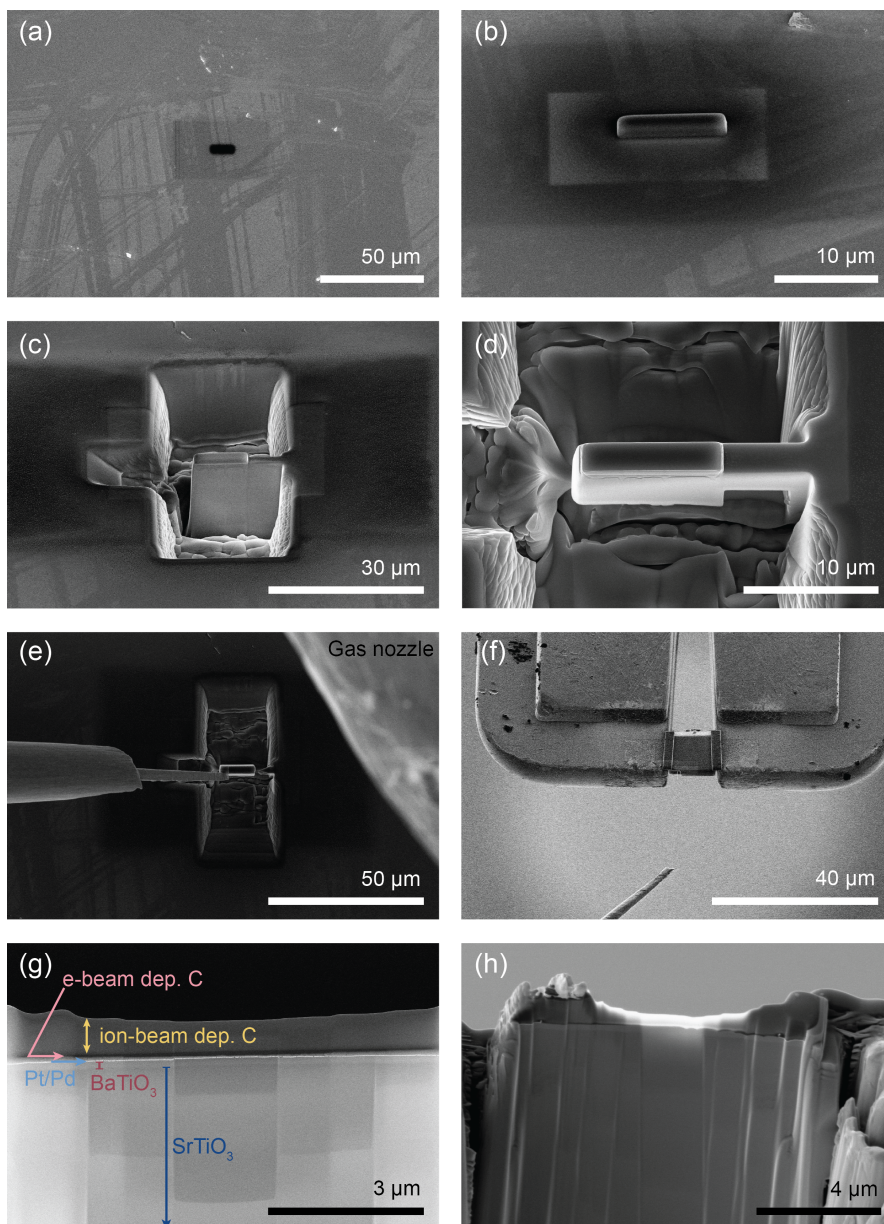 (a)
50 µm
(b)
10 µm
(c)
30 µm
(d)
10 µm
(e)
Gas nozzle
50 µm
(f)
40 µm
(g)
e-beam dep. C
ion-beam dep. C
Pt/Pd
BaTiO₃
SrTiO₃
3 µm
(h)
4 µm